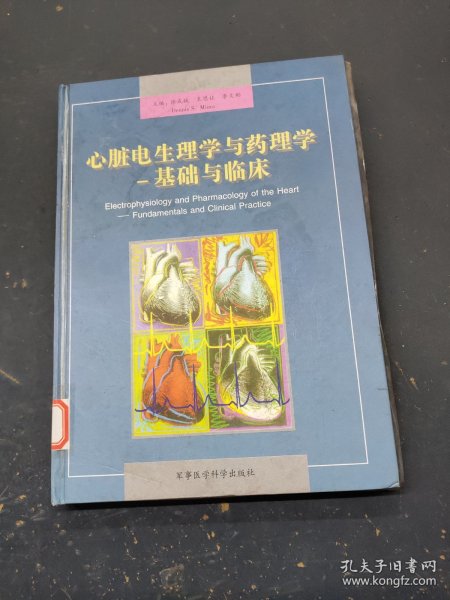 主编：
Dennis S. Miura
心脏电生理学与药理学
－基础与临床
Electrophysiology and Pharmacology of the Heart
— Fundamentals and Clinical Practice
军事医学科学出版社
孔夫子旧书网
www.kongfz.com